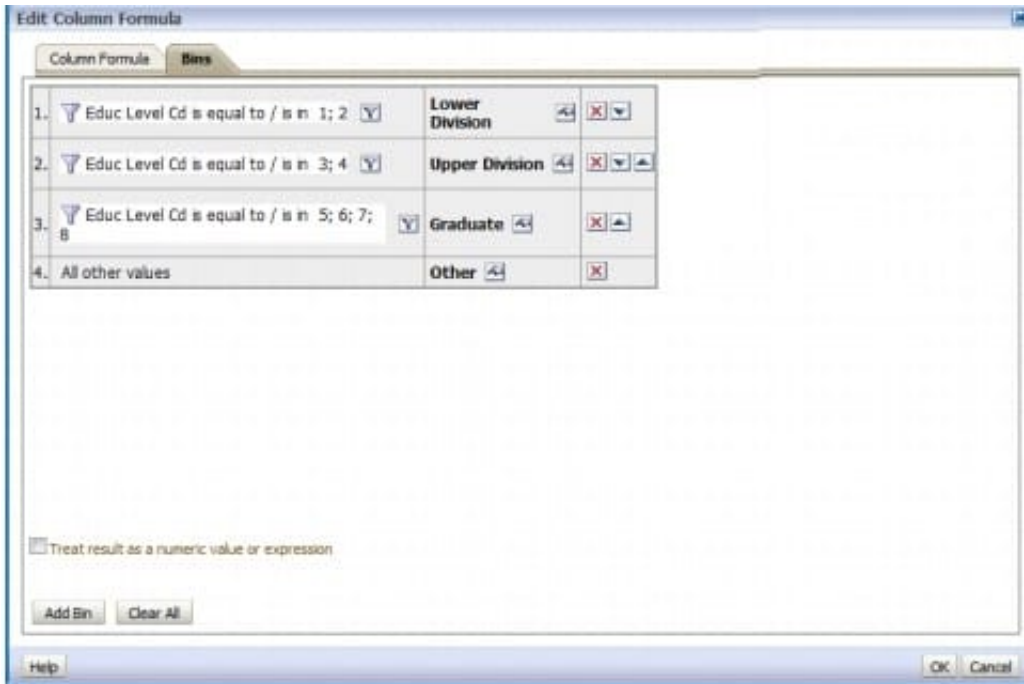 Edit Column Formula
Column Formula
Bins
1. Educ Level Cd is equal to / is in 1; 2
Lower
Division
2. Educ Level Cd is equal to / is in 3; 4
Upper Division
3. Educ Level Cd is equal to / is in 5; 6; 7;
8
Graduate
4. All other values
Other
Treat result as a numeric value or expression
Add Bin
Clear All
Help
OK
Cancel